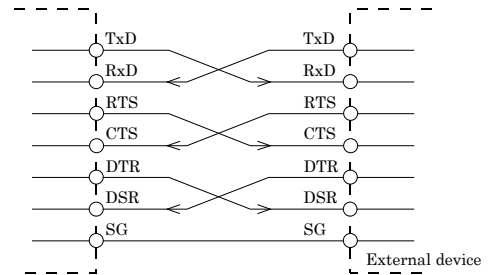 TxD TxD
RxD RxD
RTS RTS
CTS CTS
DTR DTR
DSR DSR
SG SG
External device